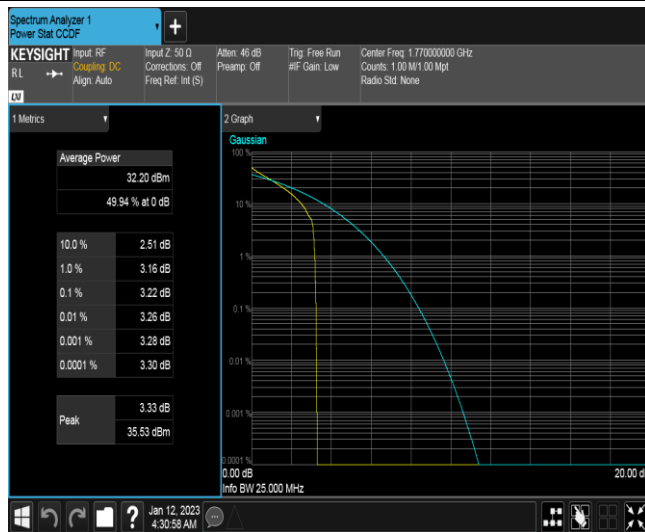 Spectrum Analyzer 1
Power Stat CCDF
+
KEYSIGHT
RL
LXI
Input: RF
Coupling: DC
Align: Auto
Input Z: 50 Ω
Corrections: Off
Freq Ref: Int (S)
Atten: 46 dB
Preamp: Off
Trig: Free Run
#IF Gain: Low
Center Freq: 1.770000000 GHz
Counts: 1.00 M/1.00 Mpt
Radio Std: None
1 Metrics
Average Power
32.20 dBm
49.94 % at 0 dB
10.0 % 2.51 dB
1.0 % 3.16 dB
0.1 % 3.22 dB
0.01 % 3.26 dB
0.001 % 3.28 dB
0.0001 % 3.30 dB
Peak
3.33 dB
35.53 dBm
2 Graph
Gaussian
100 %
10 %
1 %
0.1 %
0.01 %
0.001 %
0.0001 %
0.00 dB
20.00 d
Info BW 25.000 MHz
?
Jan 12, 2023
4:30:58 AM